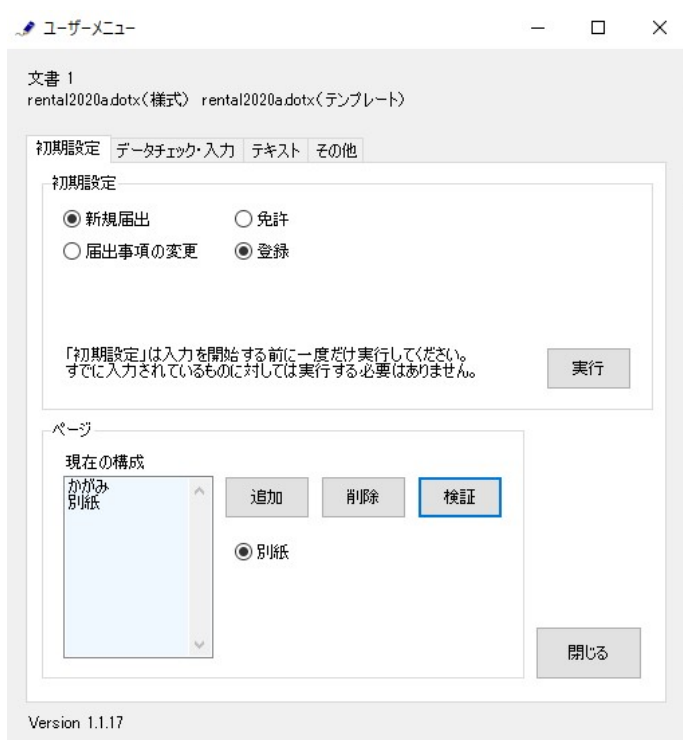 ユーザーメニュー
文書 1
rental2020a.dotx（様式） rental2020a.dotx（テンプレート）
初期設定 データチェック・入力 テキスト その他
初期設定
新規届出 免許
届出事項の変更 登録
「初期設定」は入力を開始する前に一度だけ実行してください。
すでに入力されているものに対しては実行する必要はありません。
実行
ページ
現在の構成
かがみ
別紙
追加 削除 検証
別紙
閉じる
Version 1.1.17